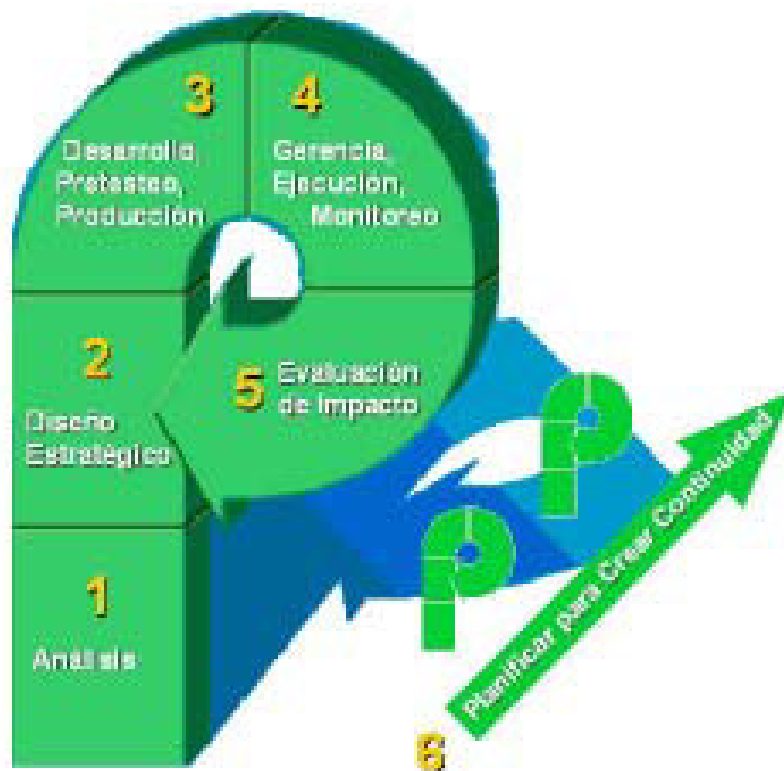 1
Análisis
2
Diseño
Estratégico
3
Desarrollo,
Pretesteo,
Producción
4
Gerencia,
Ejecución,
Monitoreo
5
Evaluación
de impacto
6
Planificar para Crear Continuidad